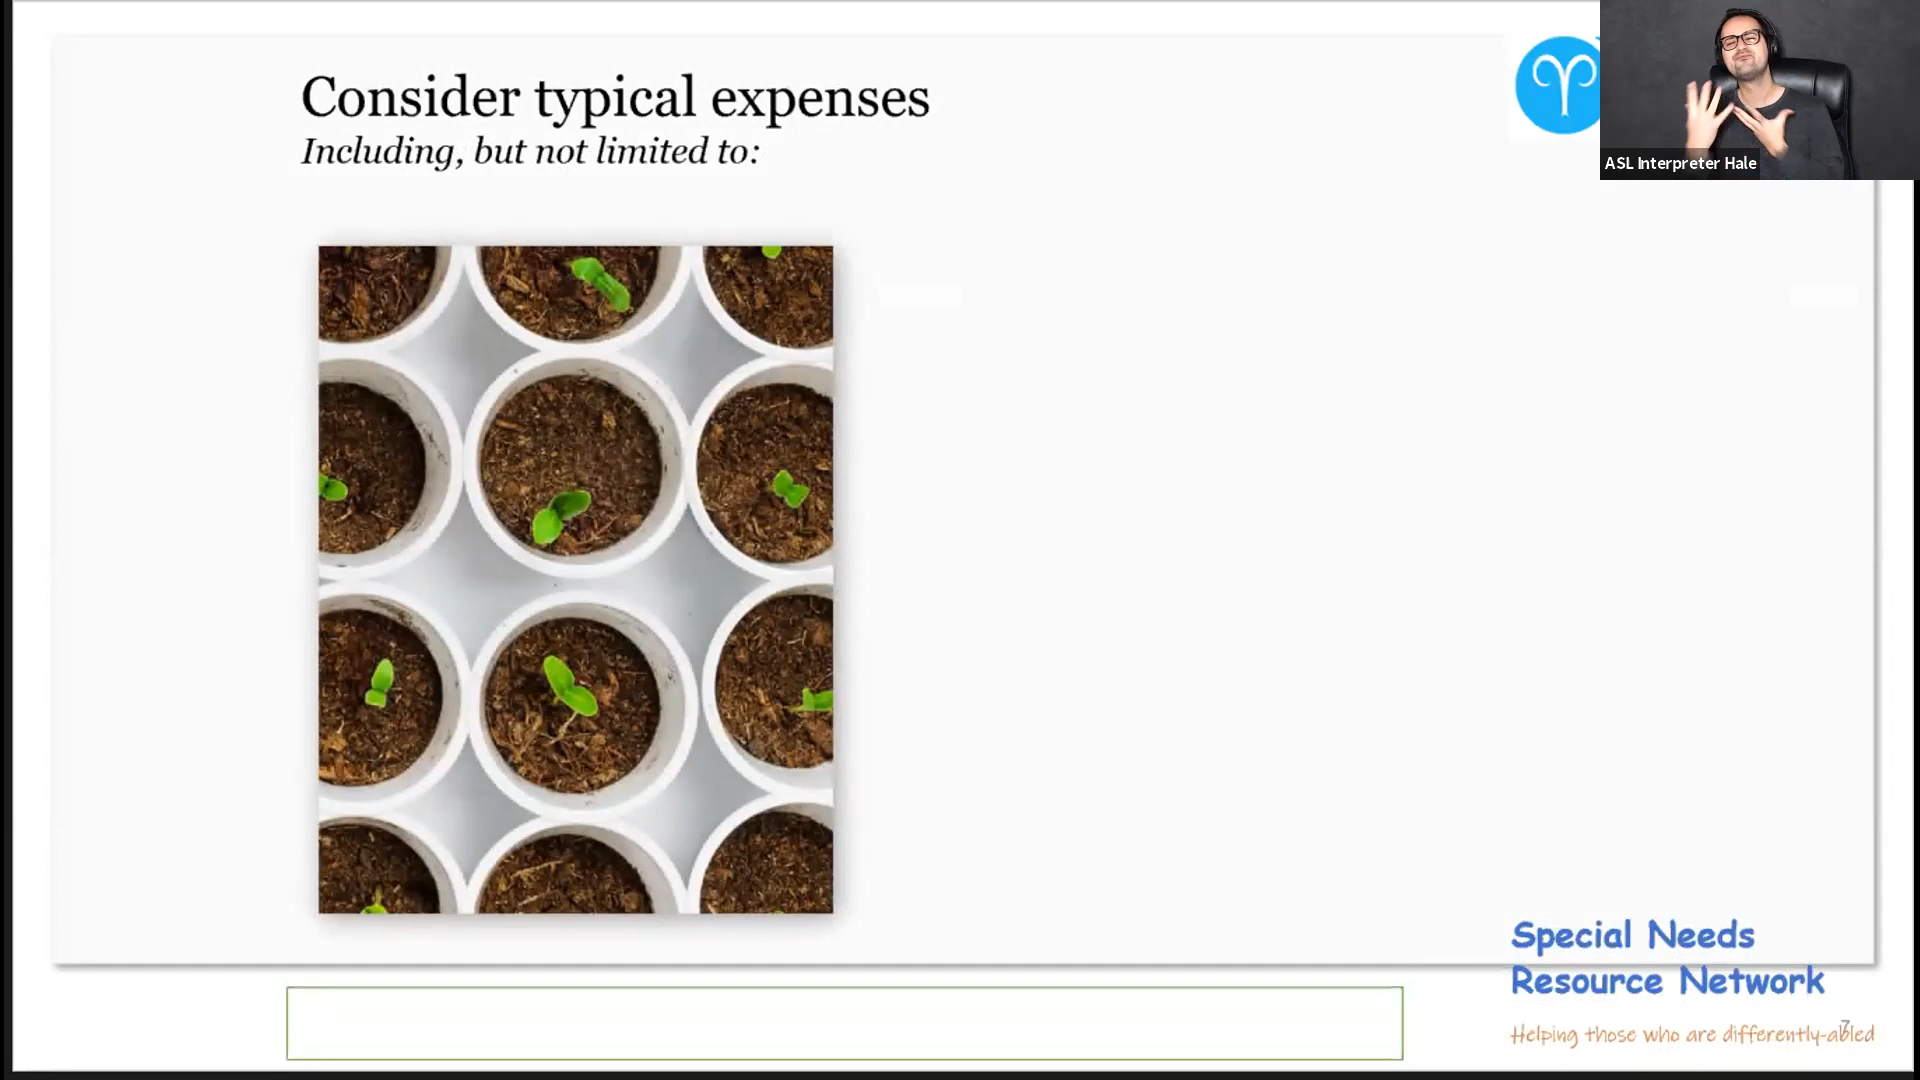 Consider typical expenses
Including, but not limited to:
ASL Interpreter Hale
Special Needs
Resource Network
Helping those who are differently-abled
7